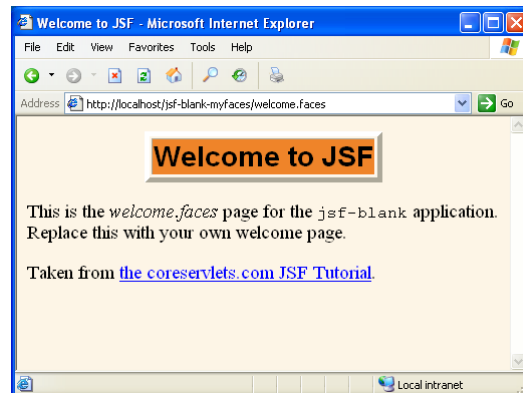 Welcome to JSF - Microsoft Internet Explorer
File Edit View Favorites Tools Help
Address http://localhost/jsf-blank-myfaces/welcome.faces Go
Welcome to JSF
This is the welcome.faces page for the jsf-blank application.
Replace this with your own welcome page.
Taken from the coreservlets.com JSF Tutorial.
Local intranet